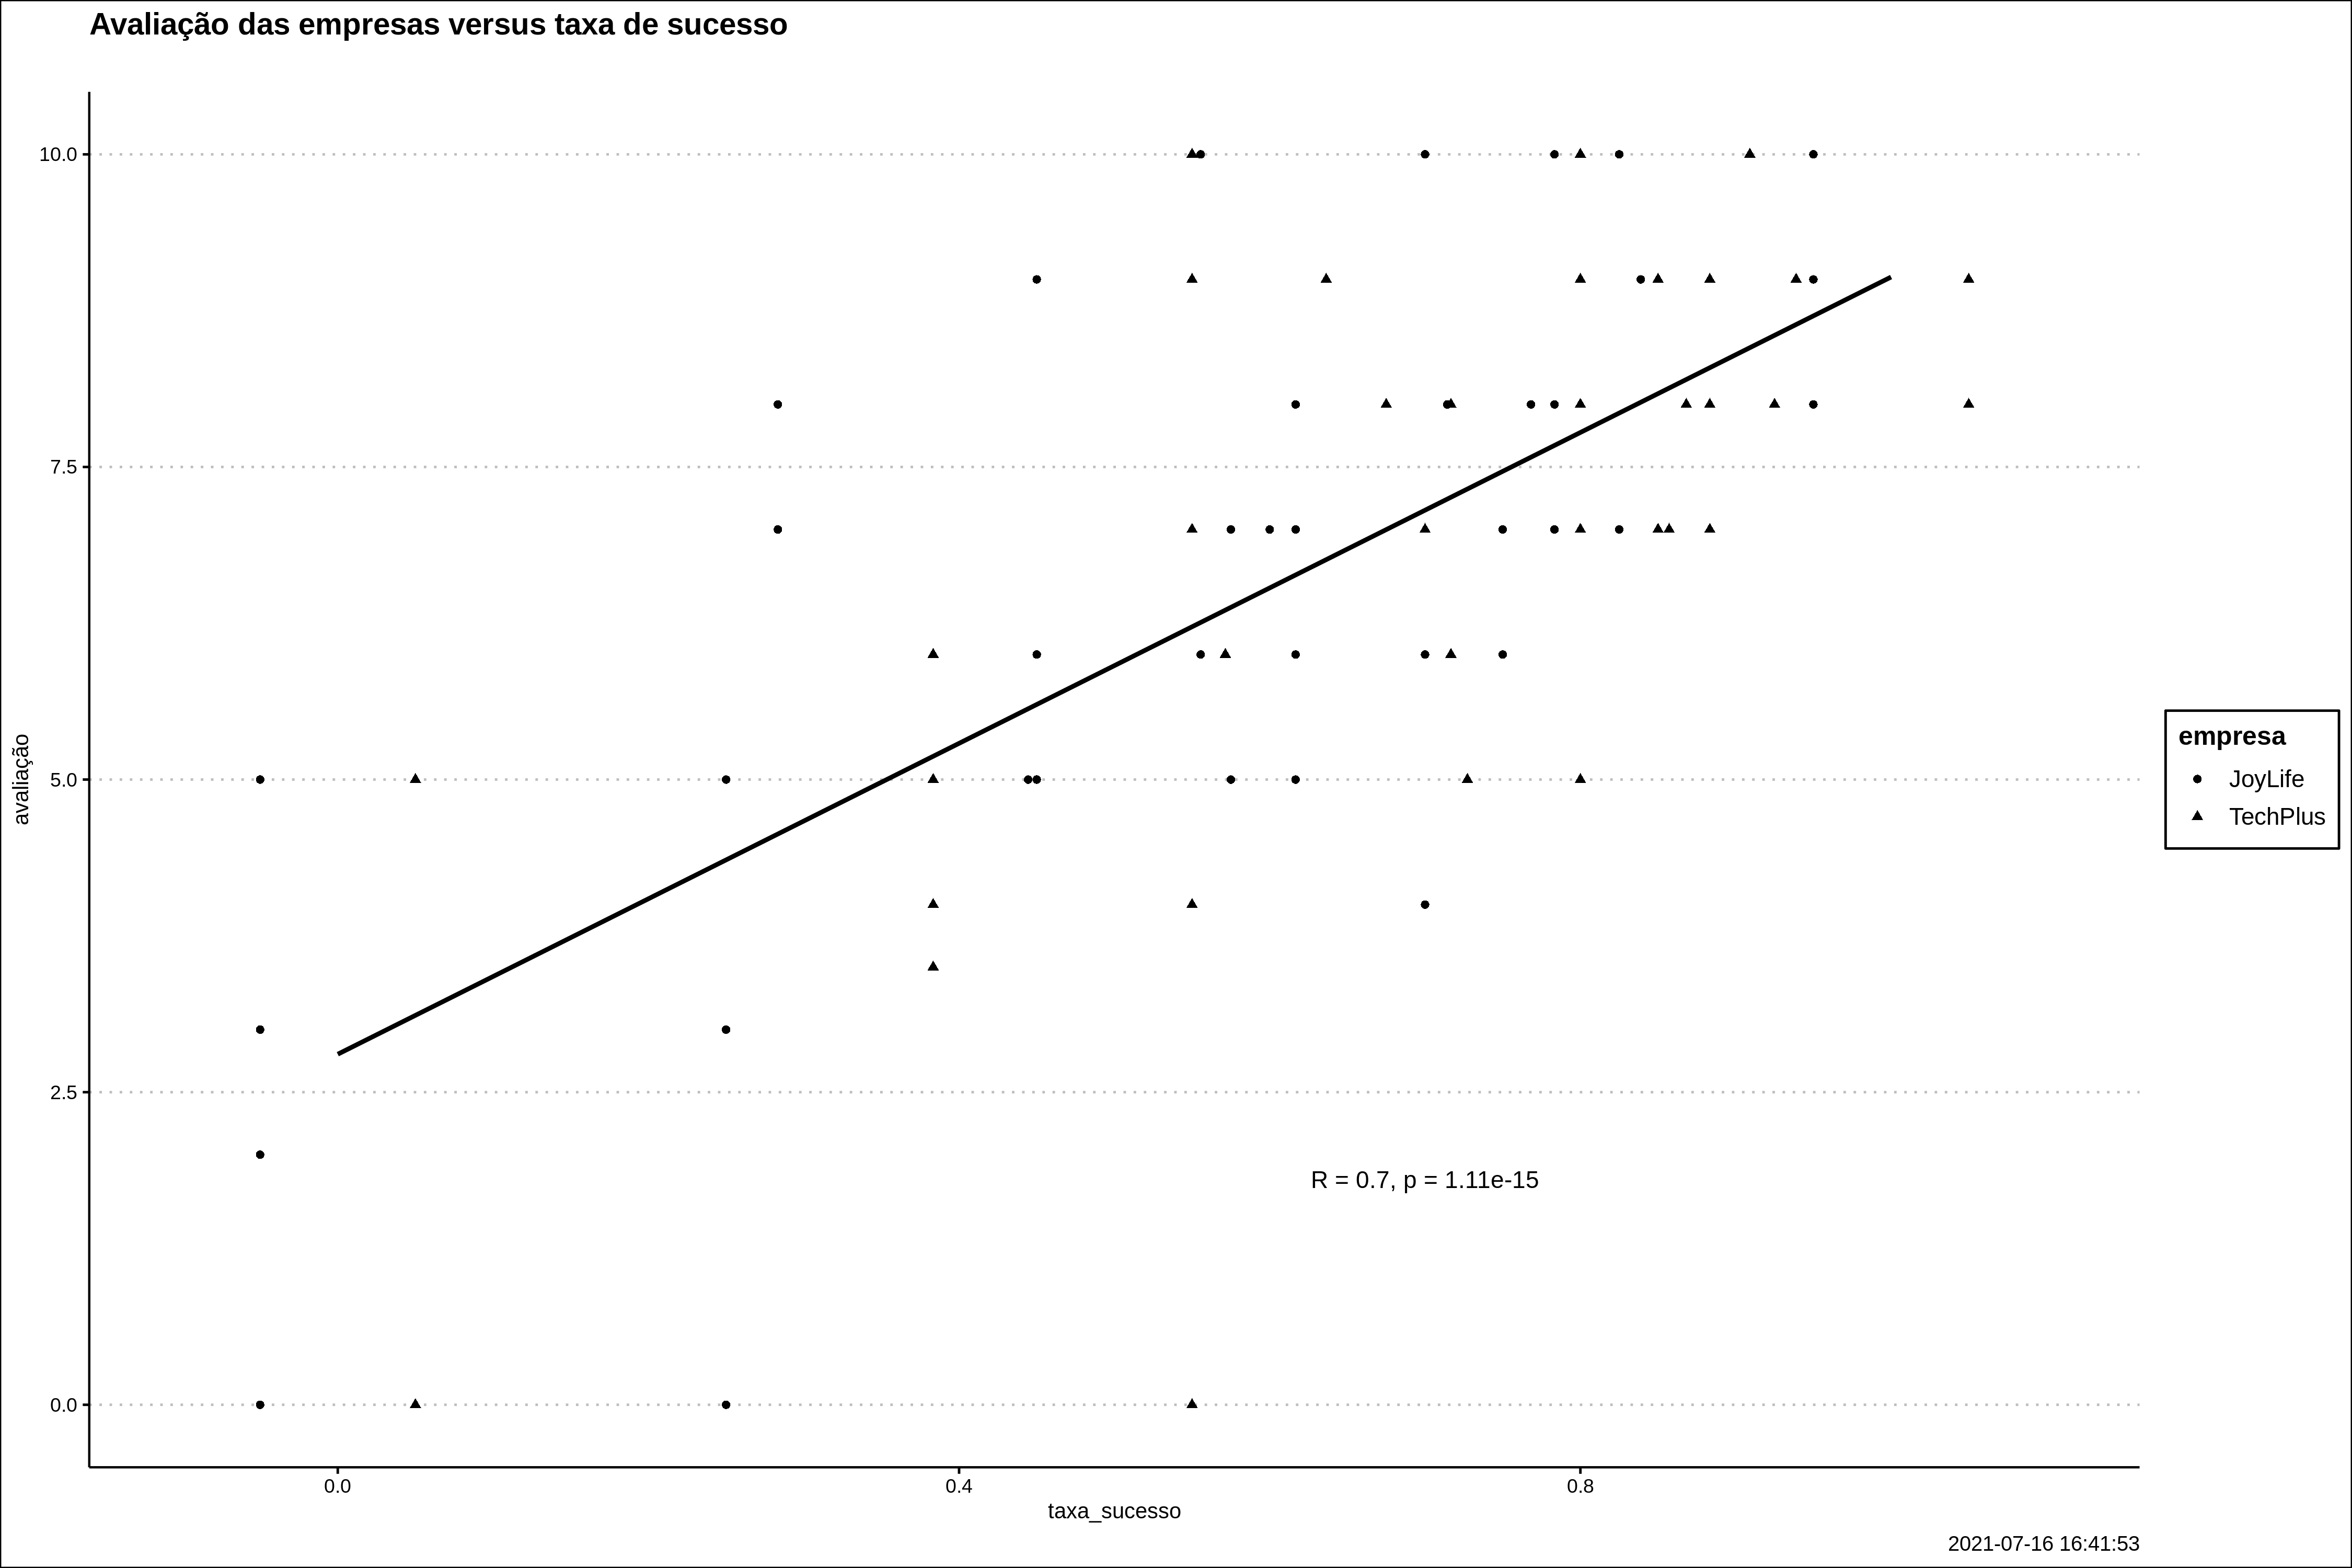 Avaliação das empresas versus taxa de sucesso
10.0
7.5
5.0
2.5
0.0
avaliação
R = 0.7, p = 1.11e-15
empresa
JoyLife
TechPlus
0.0 0.4 0.8
taxa_sucesso
2021-07-16 16:41:53